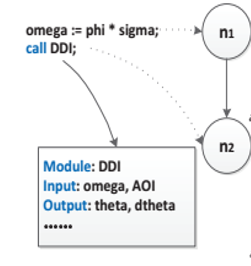 omega := phi * sigma;
call DDI;
n1
n2
Module: DDI
Input: omega, AOI
Output: theta, dtheta
......